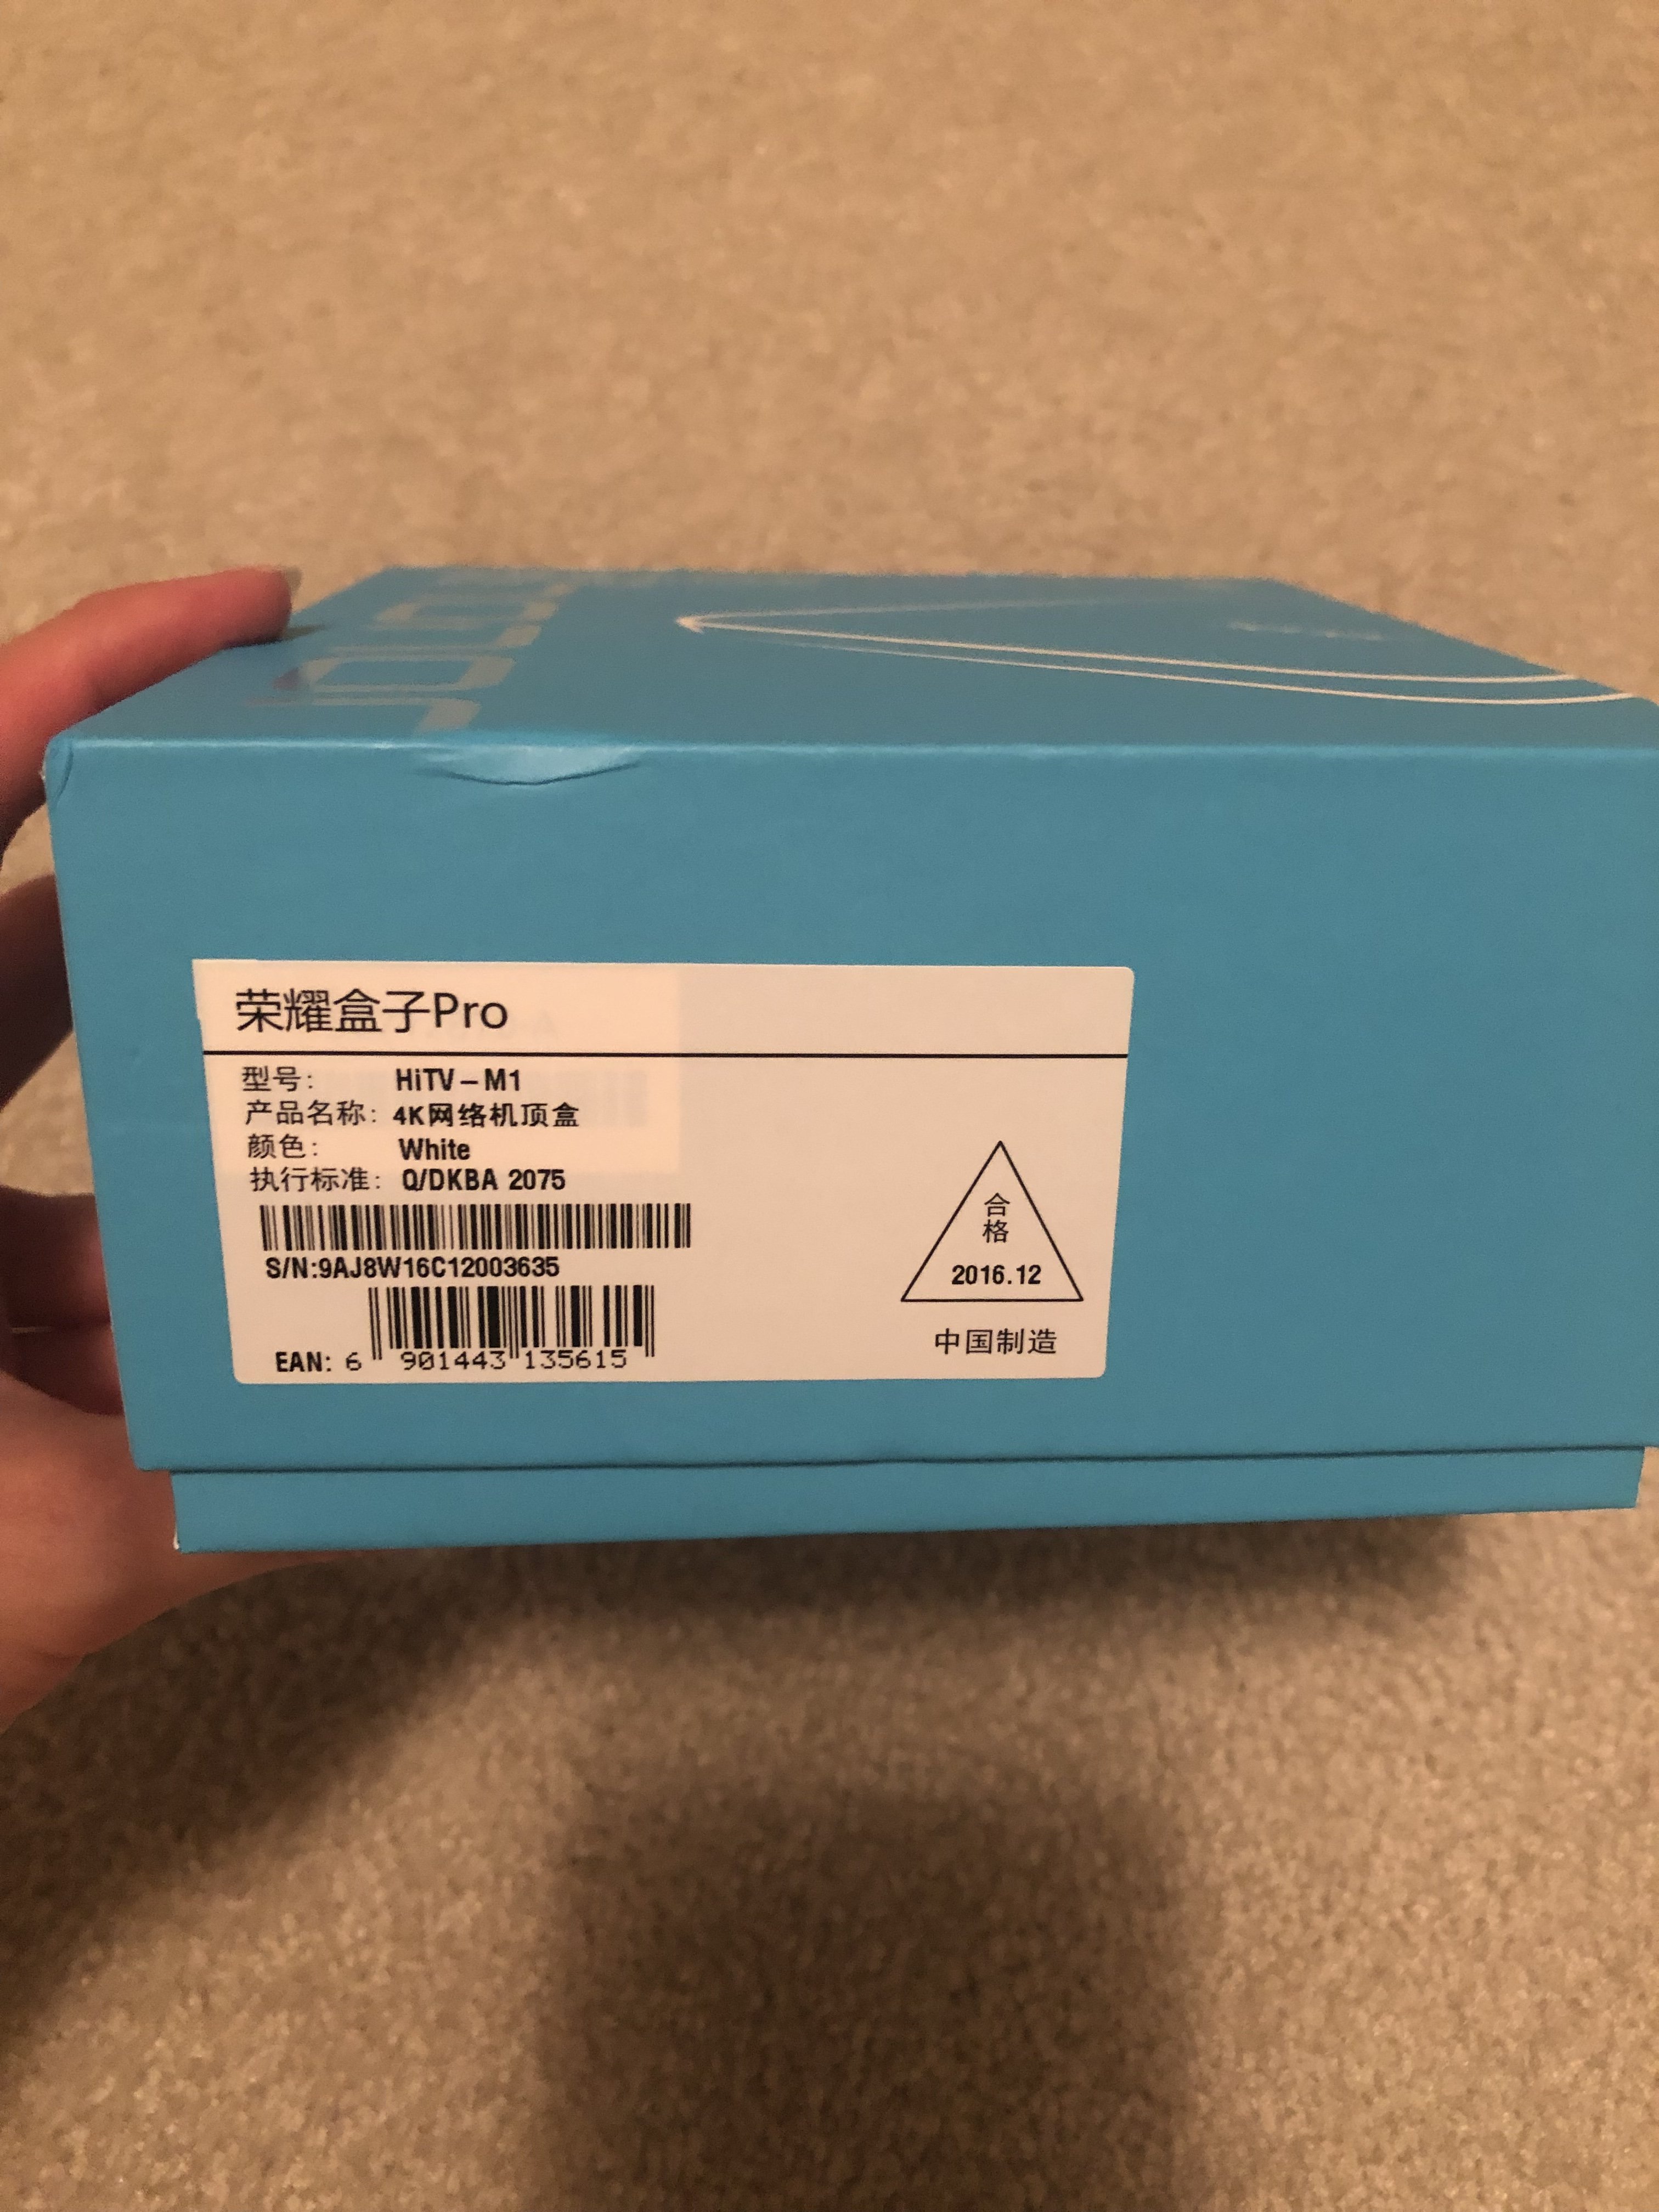 荣耀盒子Pro
型号: HiTV-M1
产品名称: 4K网络机顶盒
颜色: White
执行标准: Q/DKBA 2075
S/N:9AJ8W16C12003635
EAN: 6 901443 135615
合
格
2016.12
中国制造